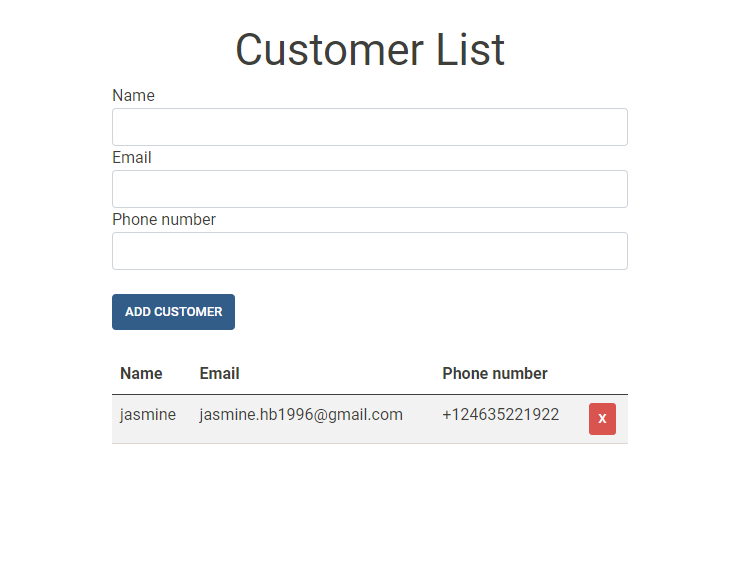 Customer List
Name
Email
Phone number
ADD CUSTOMER
Name Email Phone number
jasmine jasmine.hb1996@gmail.com +124635221922 X